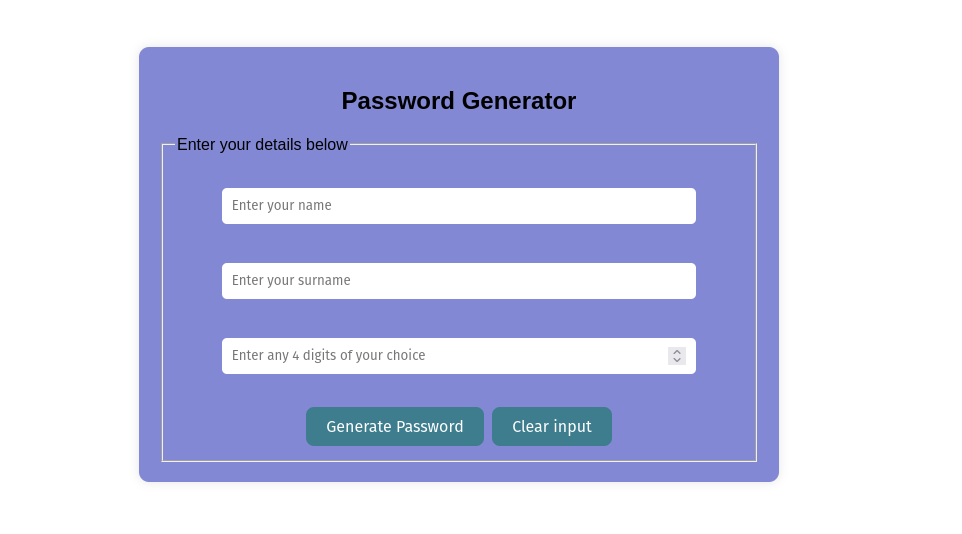 Password Generator
Enter your details below
Enter your name
Enter your surname
Enter any 4 digits of your choice
Generate Password Clear input